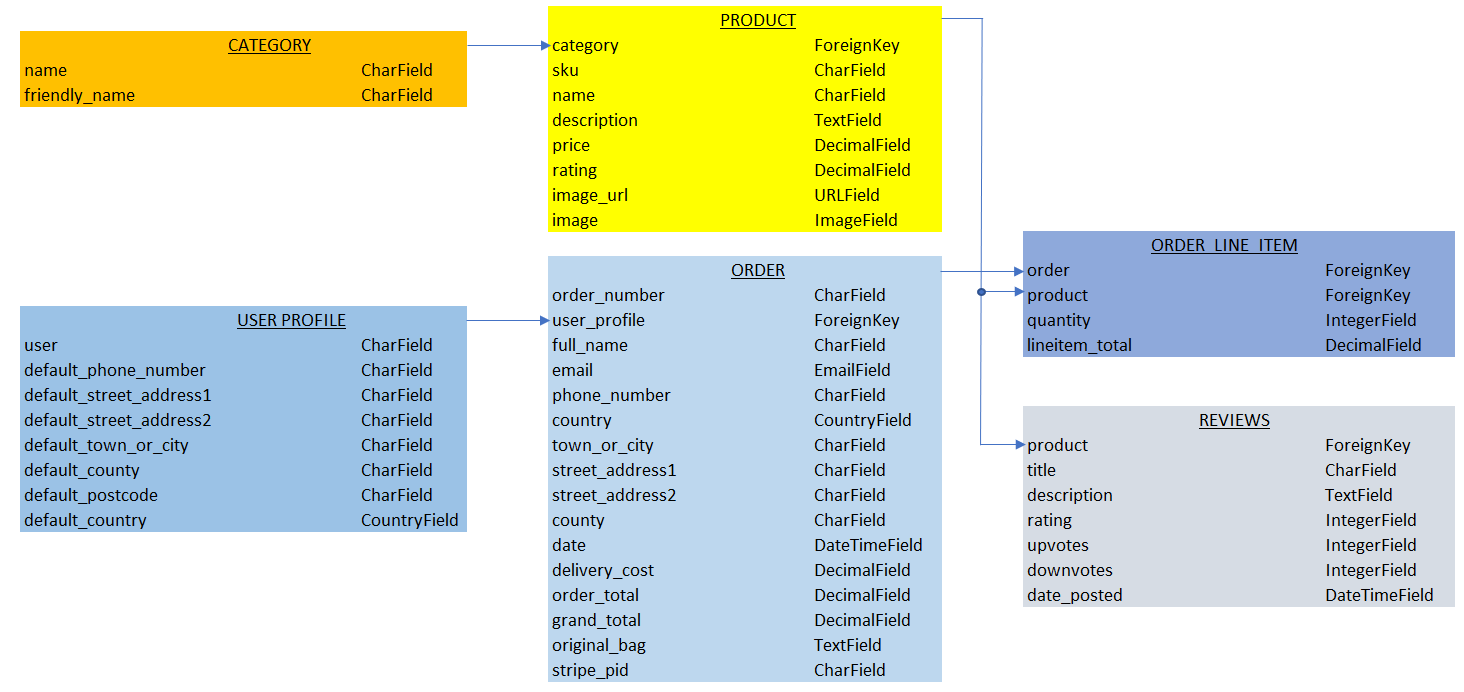 CATEGORY
name CharField
friendly_name CharField
PRODUCT
category ForeignKey
sku CharField
name CharField
description TextField
price DecimalField
rating DecimalField
image_url URLField
image ImageField
USER PROFILE
user CharField
default_phone_number CharField
default_street_address1 CharField
default_street_address2 CharField
default_town_or_city CharField
default_county CharField
default_postcode CharField
default_country CountryField
ORDER
order_number CharField
user_profile ForeignKey
full_name CharField
email EmailField
phone_number CharField
country CountryField
town_or_city CharField
street_address1 CharField
street_address2 CharField
county CharField
date DateTimeField
delivery_cost DecimalField
order_total DecimalField
grand_total DecimalField
original_bag TextField
stripe_pid CharField
ORDER_LINE_ITEM
order ForeignKey
product ForeignKey
quantity IntegerField
lineitem_total DecimalField
REVIEWS
product ForeignKey
title CharField
description TextField
rating IntegerField
upvotes IntegerField
downvotes IntegerField
date_posted DateTimeField